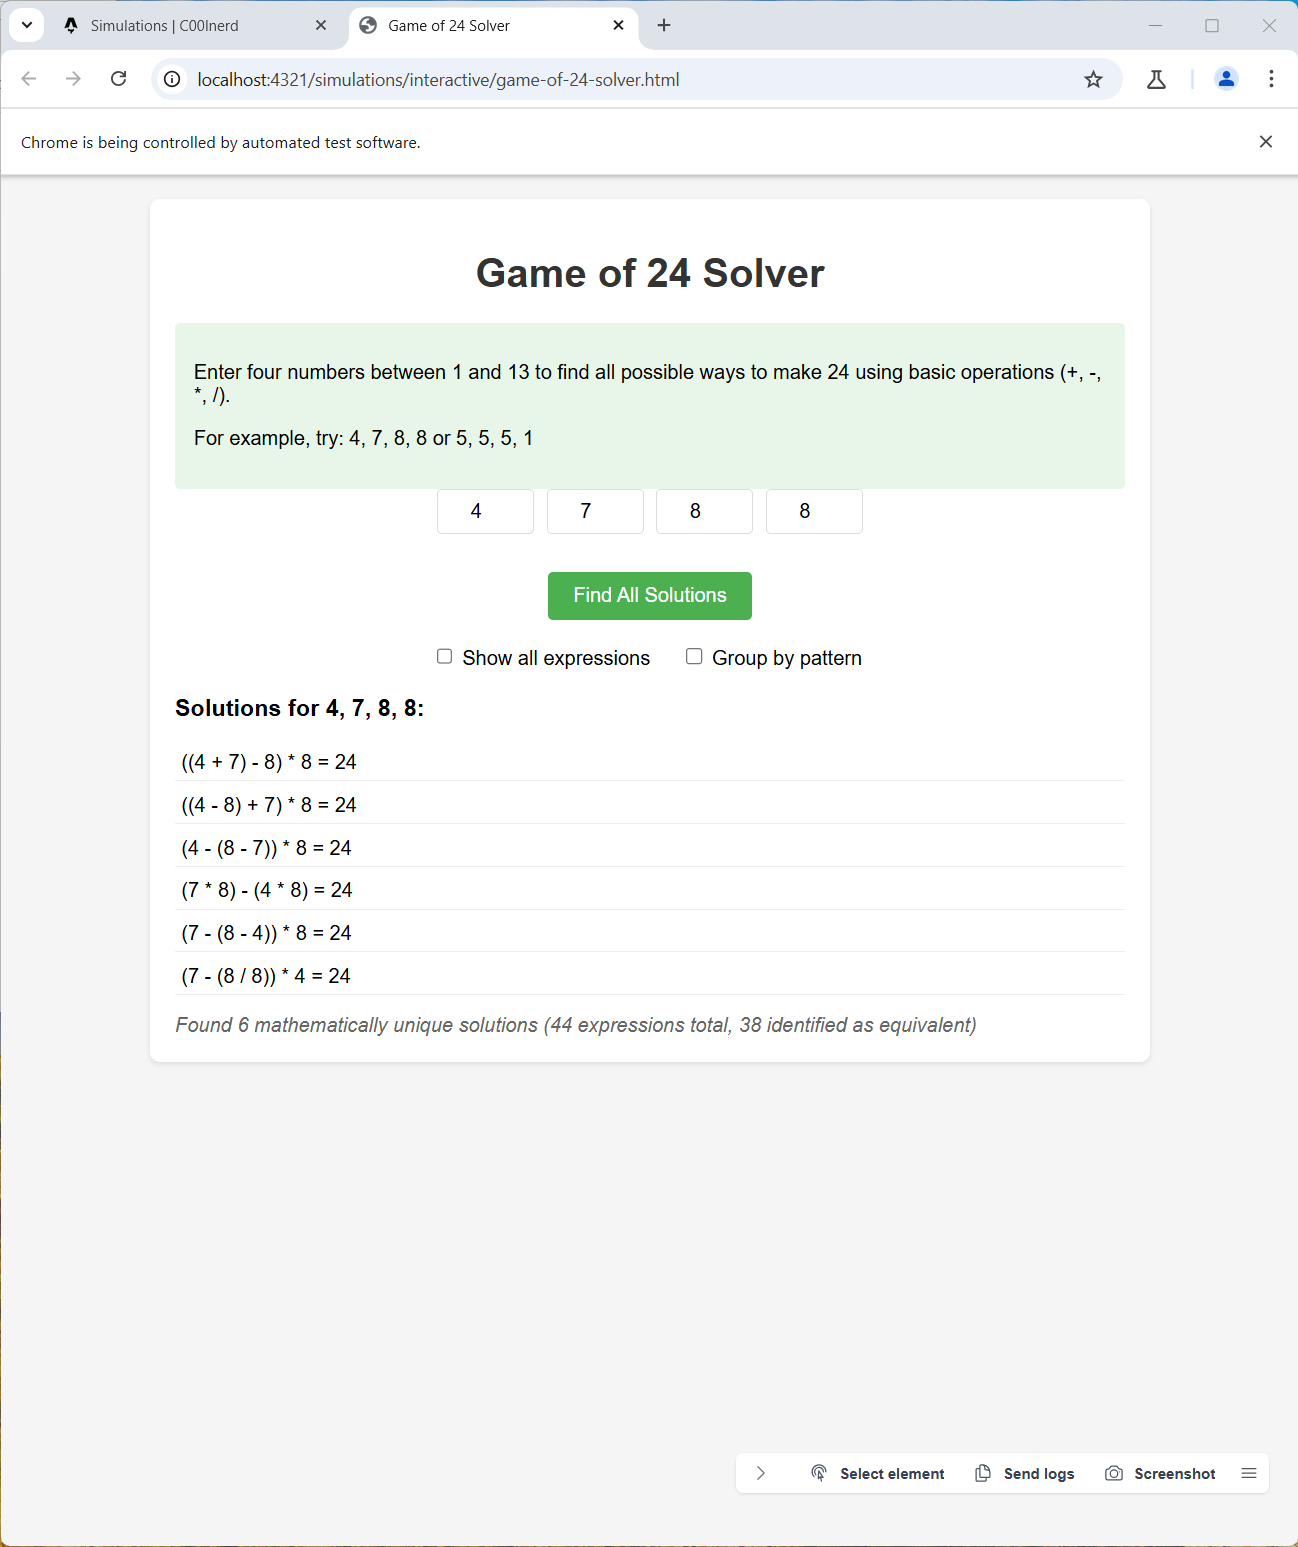 Simulations | C00lnerd
Game of 24 Solver
localhost:4321/simulations/interactive/game-of-24-solver.html
Chrome is being controlled by automated test software.
Game of 24 Solver
Enter four numbers between 1 and 13 to find all possible ways to make 24 using basic operations (+, -,
*, /).
For example, try: 4, 7, 8, 8 or 5, 5, 5, 1
4 7 8 8
Find All Solutions
Show all expressions Group by pattern
Solutions for 4, 7, 8, 8:
((4 + 7) - 8) * 8 = 24
((4 - 8) + 7) * 8 = 24
(4 - (8 - 7)) * 8 = 24
(7 * 8) - (4 * 8) = 24
(7 - (8 - 4)) * 8 = 24
(7 - (8 / 8)) * 4 = 24
Found 6 mathematically unique solutions (44 expressions total, 38 identified as equivalent)
Select element Send logs Screenshot